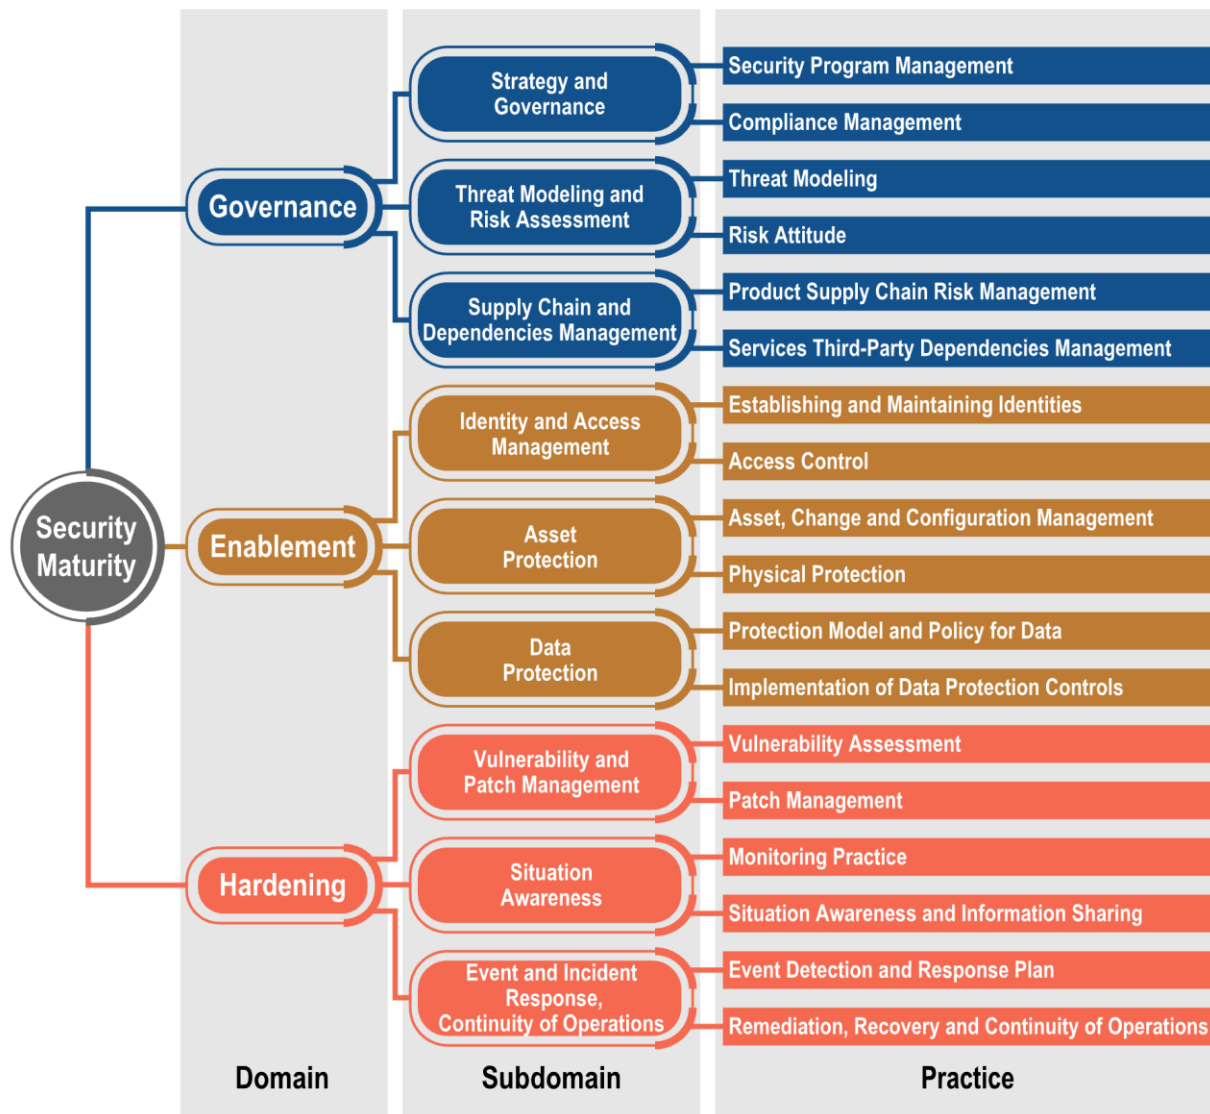 Security
Maturity
Governance
Strategy and
Governance
Security Program Management
Compliance Management
Threat Modeling and
Risk Assessment
Threat Modeling
Risk Attitude
Supply Chain and
Dependencies Management
Product Supply Chain Risk Management
Services Third-Party Dependencies Management
Enablement
Identity and Access
Management
Establishing and Maintaining Identities
Access Control
Asset
Protection
Asset, Change and Configuration Management
Physical Protection
Data
Protection
Protection Model and Policy for Data
Implementation of Data Protection Controls
Hardening
Vulnerability and
Patch Management
Vulnerability Assessment
Patch Management
Situation
Awareness
Monitoring Practice
Situation Awareness and Information Sharing
Event and Incident
Response,
Continuity of Operations
Event Detection and Response Plan
Remediation, Recovery and Continuity of Operations
Domain
Subdomain
Practice